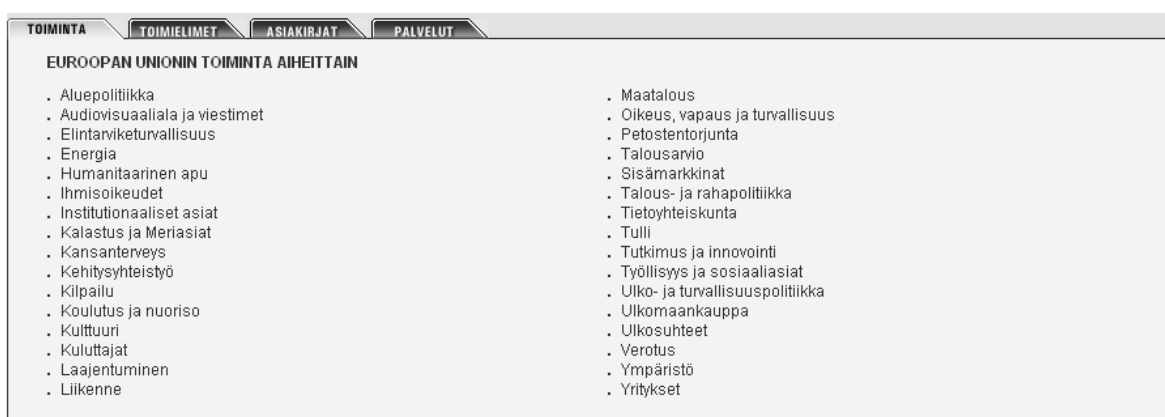 TOIMINTA TOIMIELIMET ASIAKIRJAT PALVELUT
EUROOPAN UNIONIN TOIMINTA AIHEITTAIN
. Aluepolitiikka
. Audiovisuaaliala ja viestimet
. Elintarviketurvallisuus
. Energia
. Humanitaarinen apu
. Ihmisoikeudet
. Institutionaaliset asiat
. Kalastus ja Meriasiat
. Kansanterveys
. Kehitysyhteistyö
. Kilpailu
. Koulutus ja nuoriso
. Kulttuuri
. Kuluttajat
. Laajentuminen
. Liikenne
. Maatalous
. Oikeus, vapaus ja turvallisuus
. Petostentorjunta
. Talousarvio
. Sisämarkkinat
. Talous- ja rahapolitiikka
. Tietoyhteiskunta
. Tulli
. Tutkimus ja innovointi
. Työllisyys ja sosiaaliasiat
. Ulko- ja turvallisuuspolitiikka
. Ulkomaankauppa
. Ulkosuhteet
. Verotus
. Ympäristö
. Yritykset